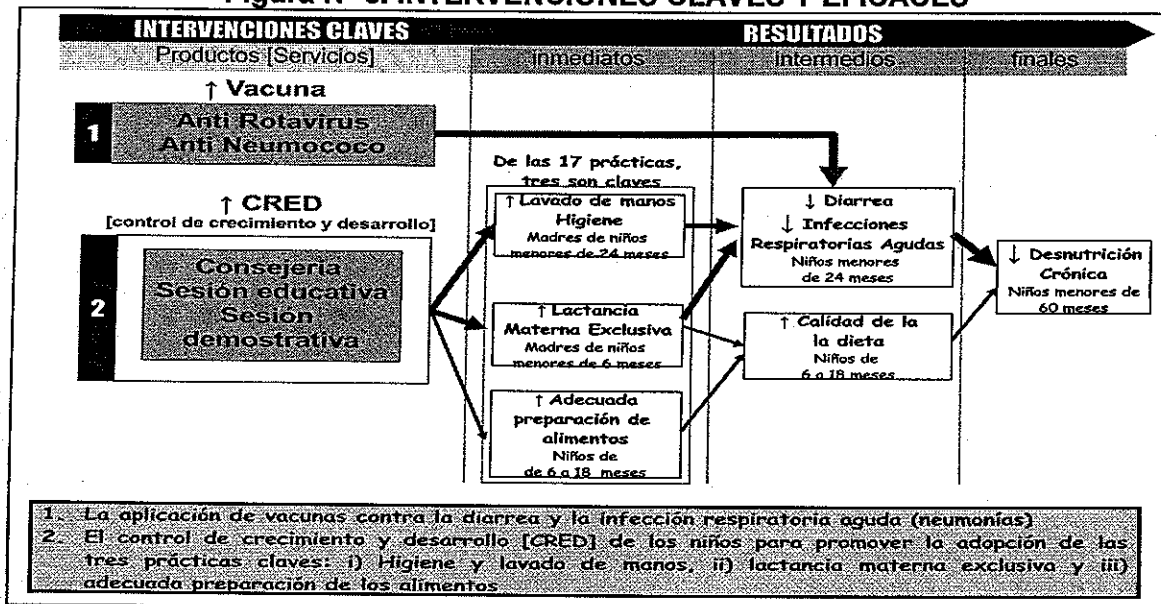 INTERVENCIONES CLAVES
RESULTADOS
Productos [Servicios]
inmediatos
intermedios
finales
↑ Vacuna
1
Anti Rotavirus
Anti Neumococo
↑ CRED
[control de crecimiento y desarrollo]
2
Consejería
Sesión educativa
Sesión
demostrativa
De las 17 prácticas,
tres son claves
↑ Lavado de manos
Higiene
Madres de niños
menores de 24 meses
↑ Lactancia
Materna Exclusiva
Madres de niños
menores de 6 meses
↑ Adecuada
preparación de
alimentos
Niños de
de 6 a 18 meses
↓ Diarrea
↓ Infecciones
Respiratorias Agudas
Niños menores
de 24 meses
↑ Calidad de la
la dieta
Niños de
6 a 18 meses
↓ Desnutrición
Crónica
Niños menores de
60 meses
1. La aplicación de vacunas contra la diarrea y la infección respiratoria aguda (neumonías)
2. El control de crecimiento y desarrollo [CRED] de los niños para promover la adopción de las
tres prácticas claves: i) Higiene y lavado de manos, ii) lactancia materna exclusiva y iii)
adecuada preparación de los alimentos